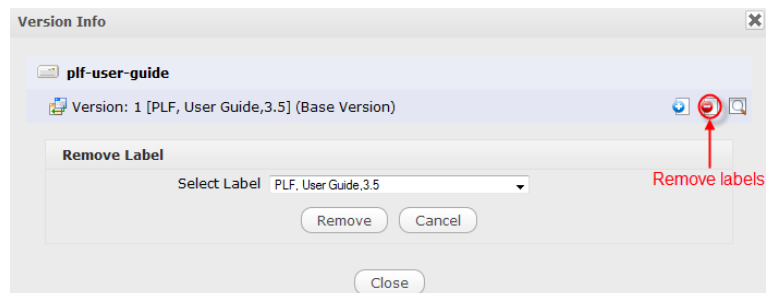 Version Info
plf-user-guide
Version: 1 [PLF, User Guide,3.5] (Base Version)
Remove Label
Remove labels
Select Label PLF, User Guide,3.5
Remove Cancel
Close